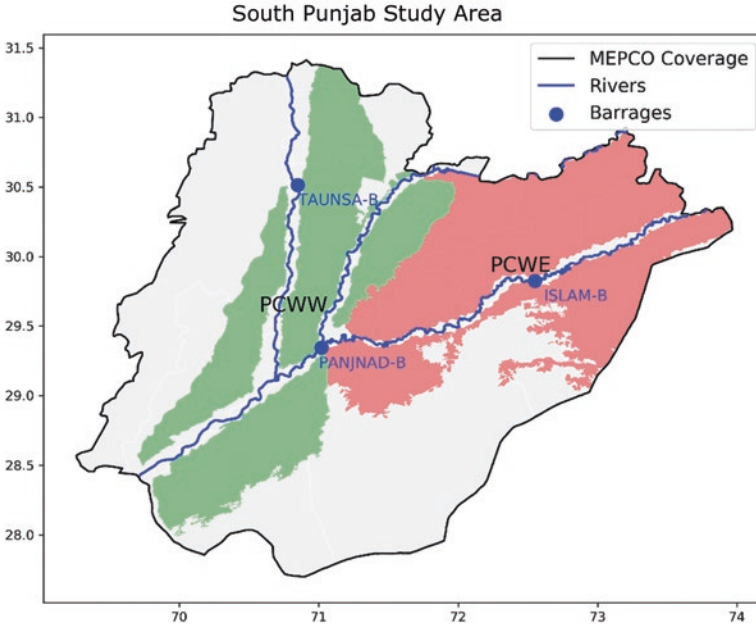 South Punjab Study Area
31.5
31.0
30.5
30.0
29.5
29.0
28.5
28.0
MEPCO Coverage
Rivers
Barrages
TAUNSA-B
PCWE
ISLAM-B
PCWW
PANJNAD-B
70
71
72
73
74